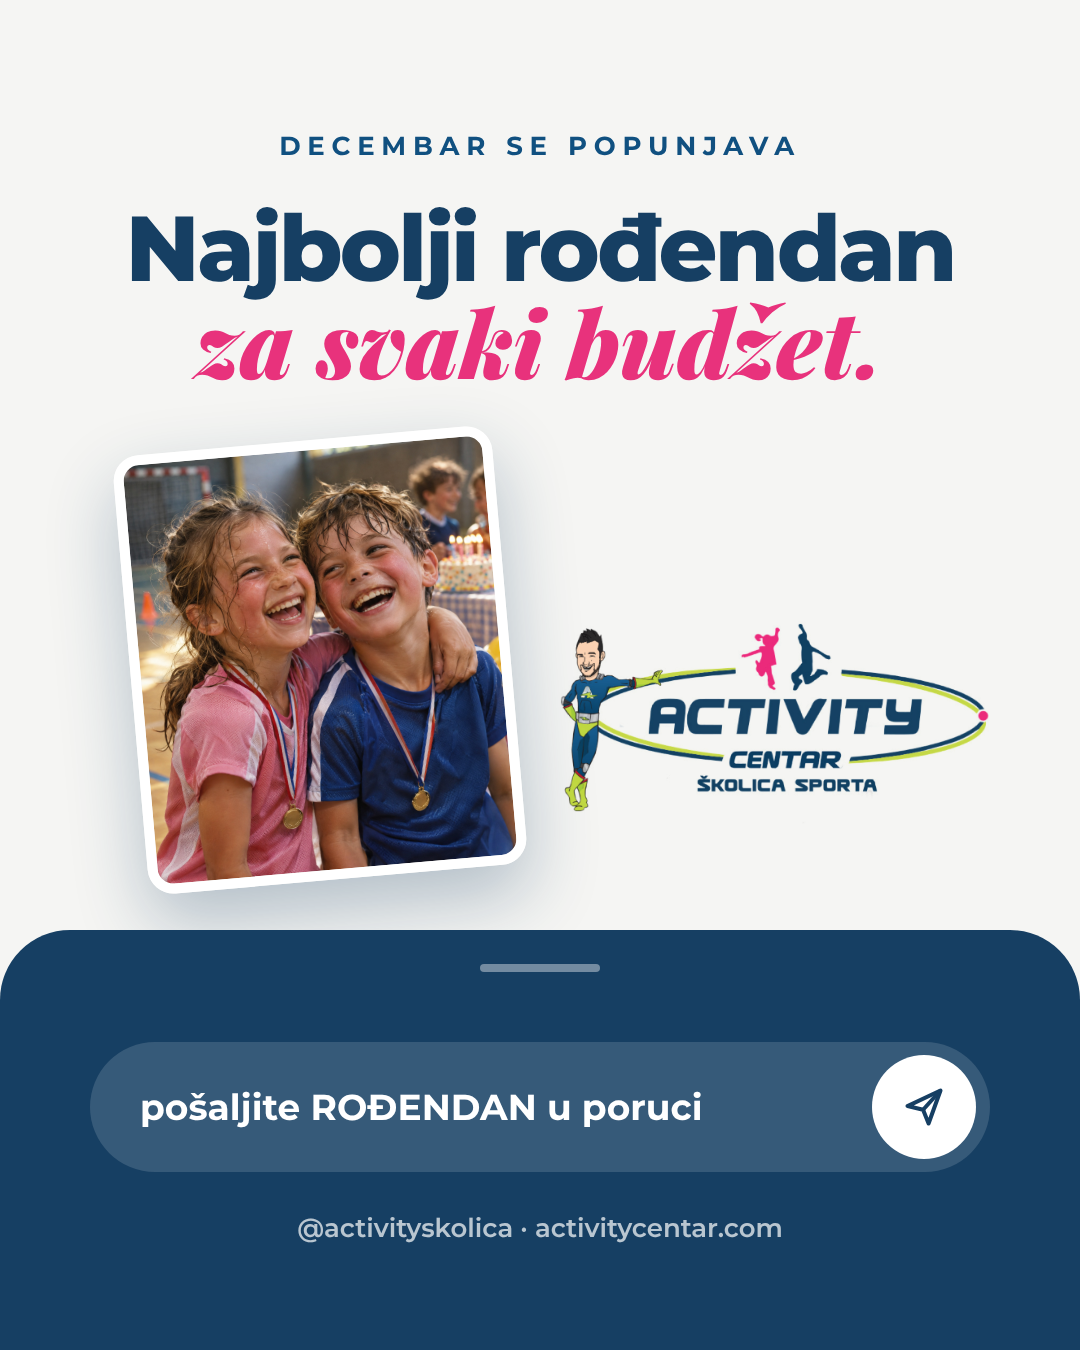 DECEMBAR SE POPUNJAVA
Najbolji rođendan
za svaki budžet.
ACTIVITY
CENTAR
ŠKOLICA SPORTA
pošaljite ROĐENDAN u poruci
@activityskolica · activitycentar.com